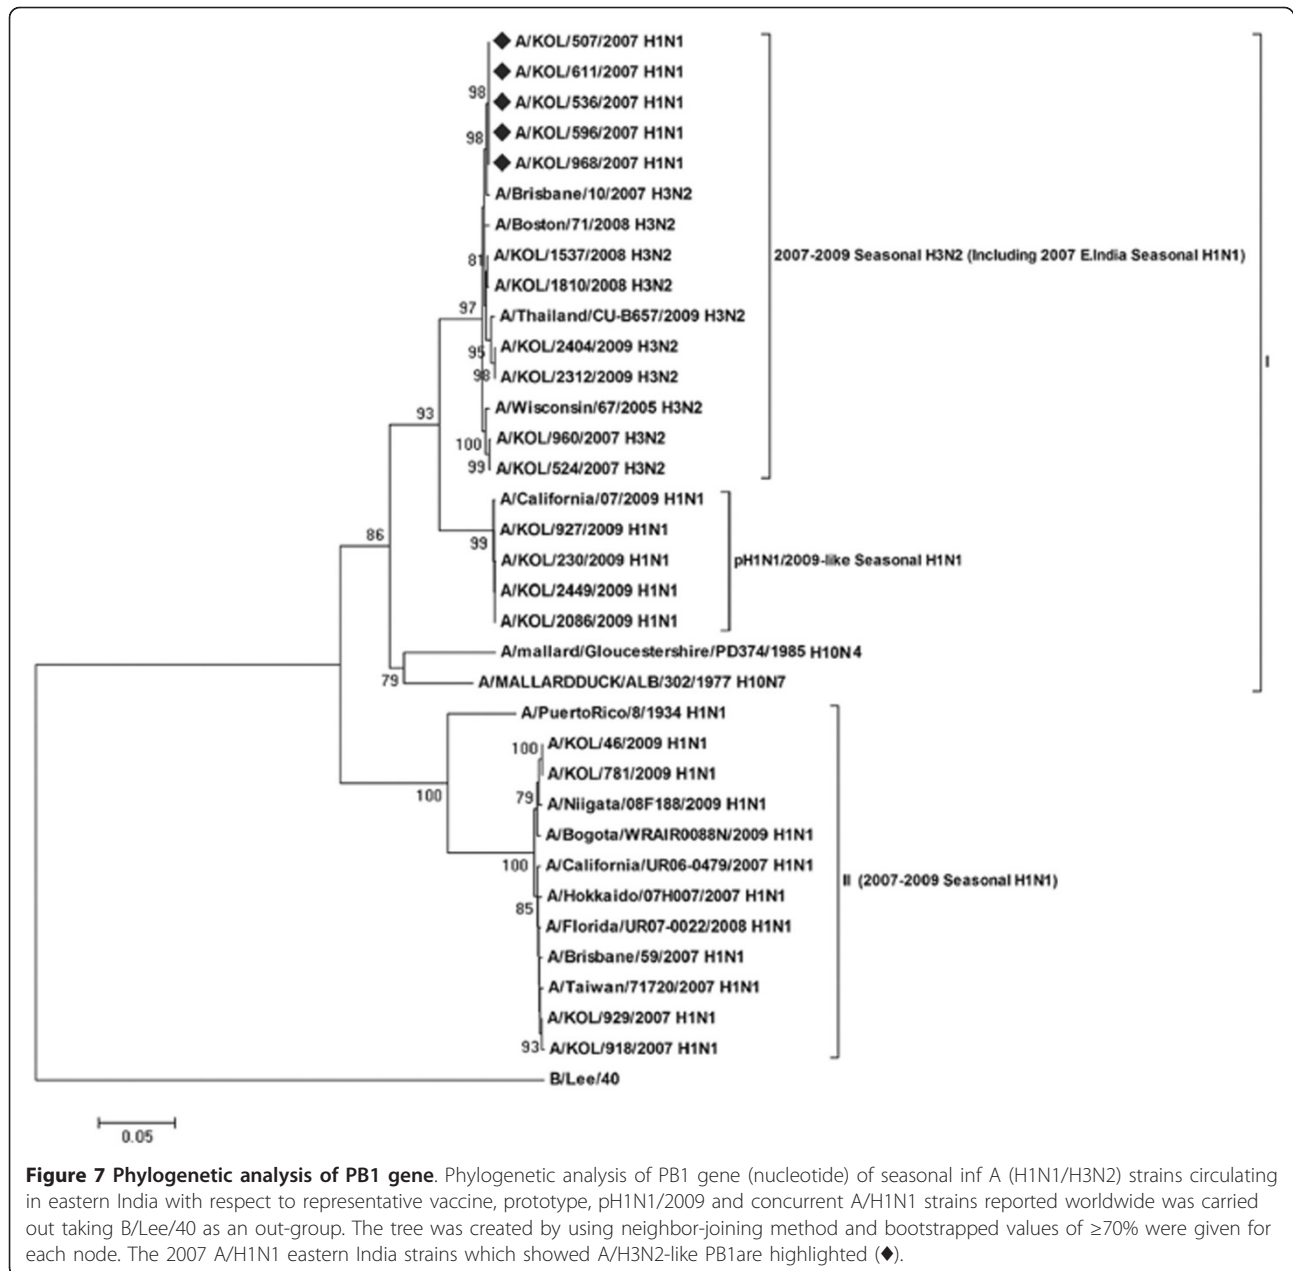 A/KOL/507/2007 H1N1
A/KOL/611/2007 H1N1
98
A/KOL/536/2007 H1N1
A/KOL/596/2007 H1N1
98
A/KOL/968/2007 H1N1
A/Brisbane/10/2007 H3N2
A/Boston/71/2008 H3N2
A/KOL/1537/2008 H3N2
2007-2009 Seasonal H3N2 (Including 2007 E.India Seasonal H1N1)
81
A/KOL/1810/2008 H3N2
97
A/Thailand/CU-B657/2009 H3N2
A/KOL/2404/2009 H3N2
95
I
A/KOL/2312/2009 H3N2
98
A/Wisconsin/67/2005 H3N2
93
A/KOL/960/2007 H3N2
100
A/KOL/524/2007 H3N2
99
A/California/07/2009 H1N1
A/KOL/927/2009 H1N1
86
99
A/KOL/230/2009 H1N1
pH1N1/2009-like Seasonal H1N1
A/KOL/2449/2009 H1N1
A/KOL/2086/2009 H1N1
A/mallard/Gloucestershire/PD374/1985 H10N4
79
A/MALLARDDUCK/ALB/302/1977 H10N7
A/PuertoRico/8/1934 H1N1
100
A/KOL/46/2009 H1N1
A/KOL/781/2009 H1N1
100
79
A/Niigata/08F188/2009 H1N1
A/Bogota/WRAIR0088N/2009 H1N1
100
A/California/UR06-0479/2007 H1N1
II (2007-2009 Seasonal H1N1)
A/Hokkaido/07H007/2007 H1N1
85
A/Florida/UR07-0022/2008 H1N1
A/Brisbane/59/2007 H1N1
A/Taiwan/71720/2007 H1N1
A/KOL/929/2007 H1N1
93
A/KOL/918/2007 H1N1
B/Lee/40
0.05
Figure 7 Phylogenetic analysis of PB1 gene. Phylogenetic analysis of PB1 gene (nucleotide) of seasonal inf A (H1N1/H3N2) strains circulating
in eastern India with respect to representative vaccine, prototype, pH1N1/2009 and concurrent A/H1N1 strains reported worldwide was carried
out taking B/Lee/40 as an out-group. The tree was created by using neighbor-joining method and bootstrapped values of ≥70% were given for
each node. The 2007 A/H1N1 eastern India strains which showed A/H3N2-like PB1are highlighted (♦).